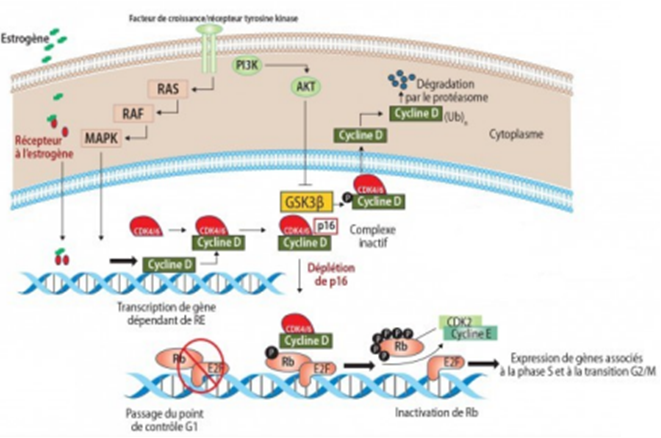 Facteur de croissance/récepteur tyrosine kinase
Estrogène
PI3K
AKT
RAS
RAF
MAPK
Récepteur
à l'estrogène
Dégradation
par le protéasome
Cycline D (Ub)n
Cycline D
Cytoplasme
GSK3β
P
CDK4/6
Cycline D
Complexe
inactif
CDK4/6
CDK4/6
Cycline D
CDK4/6
p16
Cycline D
Cycline D
Déplétion
de p16
Transcription de gène
dépendant de RE
Rb
E2F
CDK4/6
Cycline D
P
Rb
E2F
P P P P P P
Rb
CDK2
Cycline E
E2F
Expression de gènes associés
à la phase S et à la transition G2/M
Passage du point
de contrôle G1
Inactivation de Rb